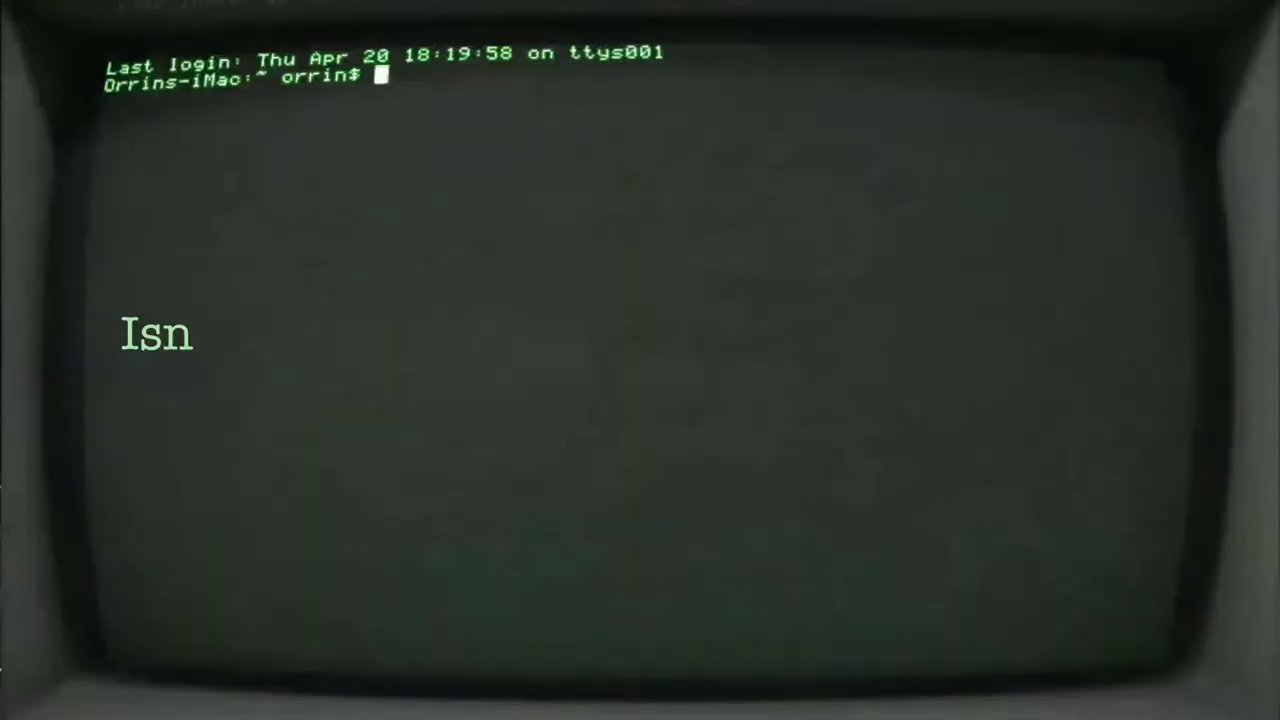 Last login: Thu Apr 20 18:19:58 on ttys001
Orrins-iMac:~ orrin$
Isn